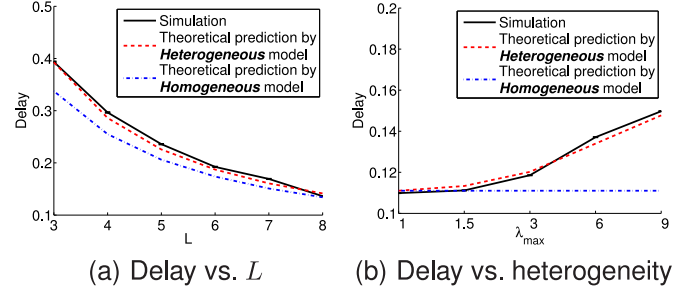 0.5
0.4
0.3
0.2
0.1
Delay
Simulation
Theoretical prediction by
Heterogeneous model
Theoretical prediction by
Homogeneous model
3 4 5 6 7 8
L
(a) Delay vs. L
0.2
0.18
0.16
0.14
0.12
0.1
Delay
Simulation
Theoretical prediction by
Heterogeneous model
Theoretical prediction by
Homogeneous model
1 1.5 3 6 9
λmax
(b) Delay vs. heterogeneity